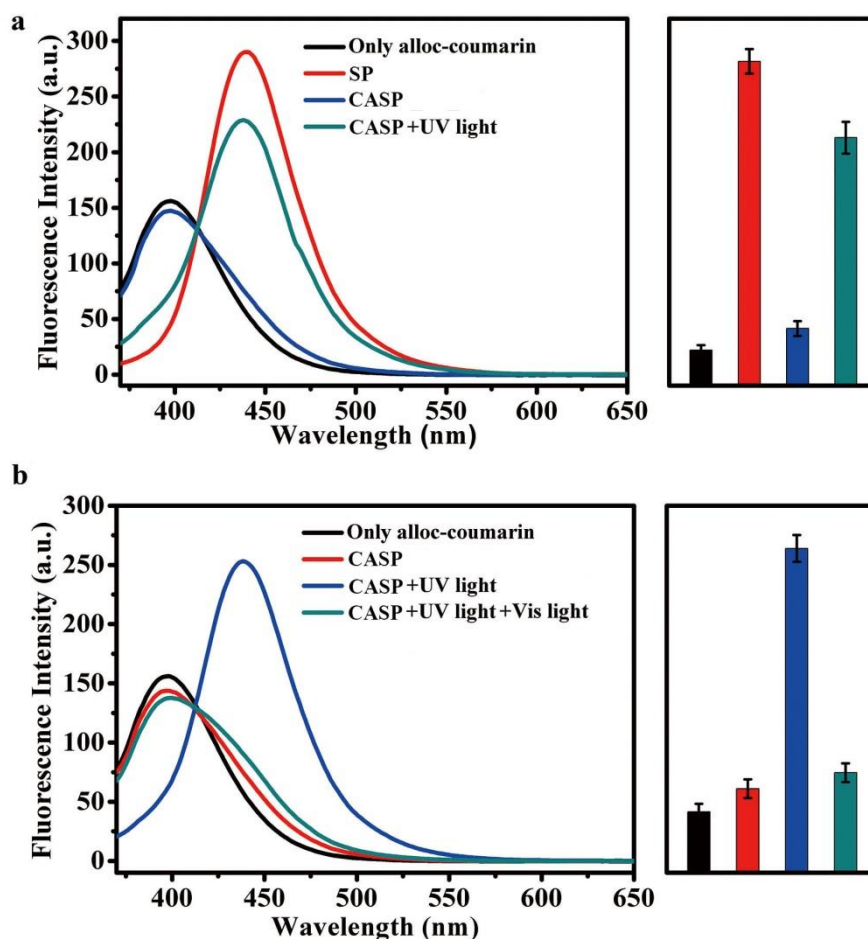 a
300
250
200
150
100
50
0
Fluorescence Intensity (a.u.)
Only alloc-coumarin
SP
CASP
CASP +UV light
400 450 500 550 600 650
Wavelength (nm)
b
300
250
200
150
100
50
0
Fluorescence Intensity (a.u.)
Only alloc-coumarin
CASP
CASP +UV light
CASP +UV light +Vis light
400 450 500 550 600 650
Wavelength (nm)